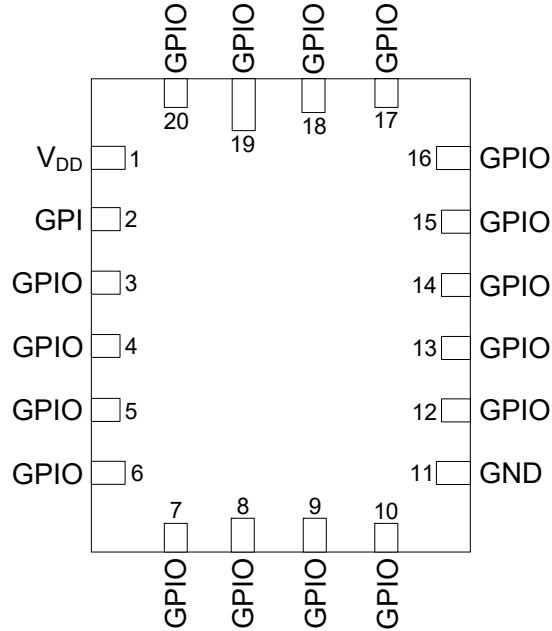 GPIO GPIO GPIO GPIO
20 19 18 17
V_DD 1 16 GPIO
GPI 2 15 GPIO
GPIO 3 14 GPIO
GPIO 4 13 GPIO
GPIO 5 12 GPIO
GPIO 6 11 GND
7 8 9 10
GPIO GPIO GPIO GPIO